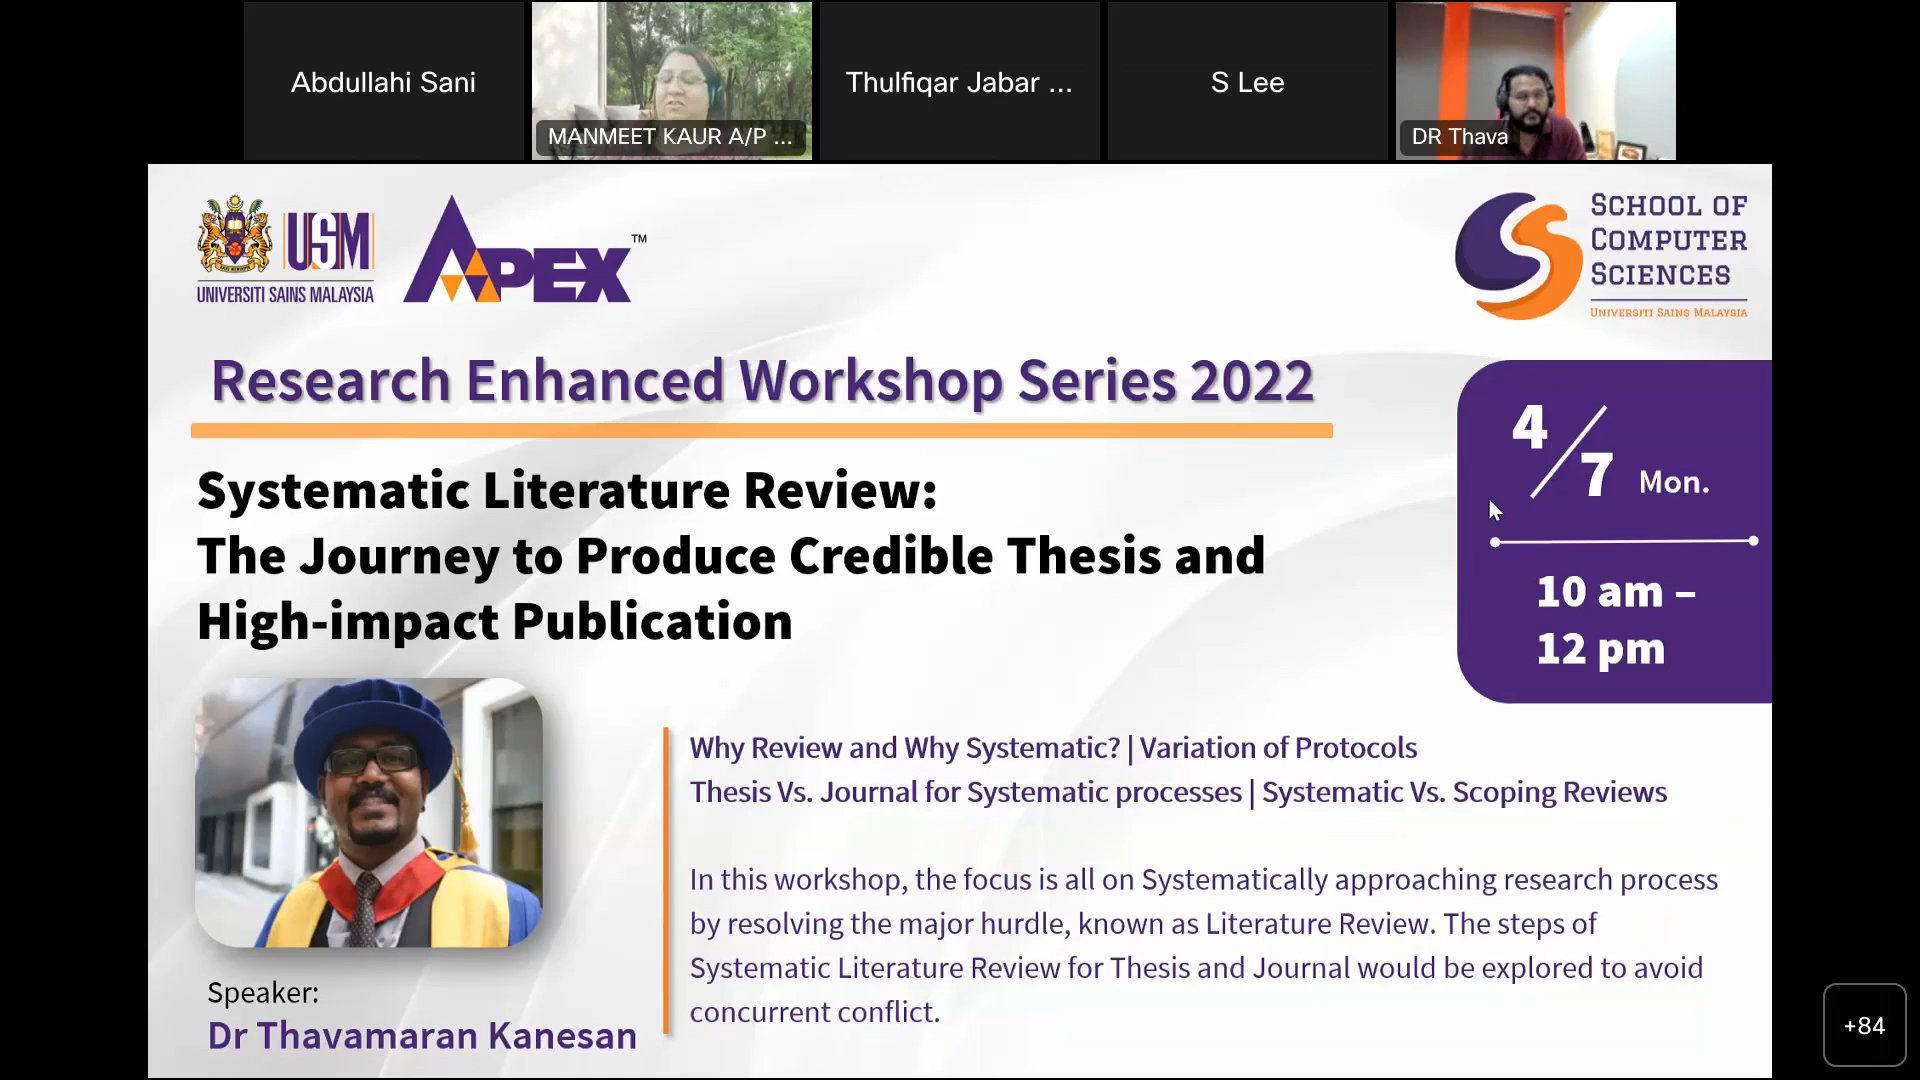 Abdullahi Sani
MANMEET KAUR A/P ...
Thulfiqar Jabar ...
S Lee
DR Thava
USM
UNIVERSITI SAINS MALAYSIA
APEX™
SCHOOL OF
COMPUTER
SCIENCES
UNIVERSITI SAINS MALAYSIA
Research Enhanced Workshop Series 2022
4/7 Mon.
10 am –
12 pm
Systematic Literature Review:
The Journey to Produce Credible Thesis and
High-impact Publication
Why Review and Why Systematic? | Variation of Protocols
Thesis Vs. Journal for Systematic processes | Systematic Vs. Scoping Reviews
In this workshop, the focus is all on Systematically approaching research process
by resolving the major hurdle, known as Literature Review. The steps of
Systematic Literature Review for Thesis and Journal would be explored to avoid
concurrent conflict.
Speaker:
Dr Thavamaran Kanesan
+84